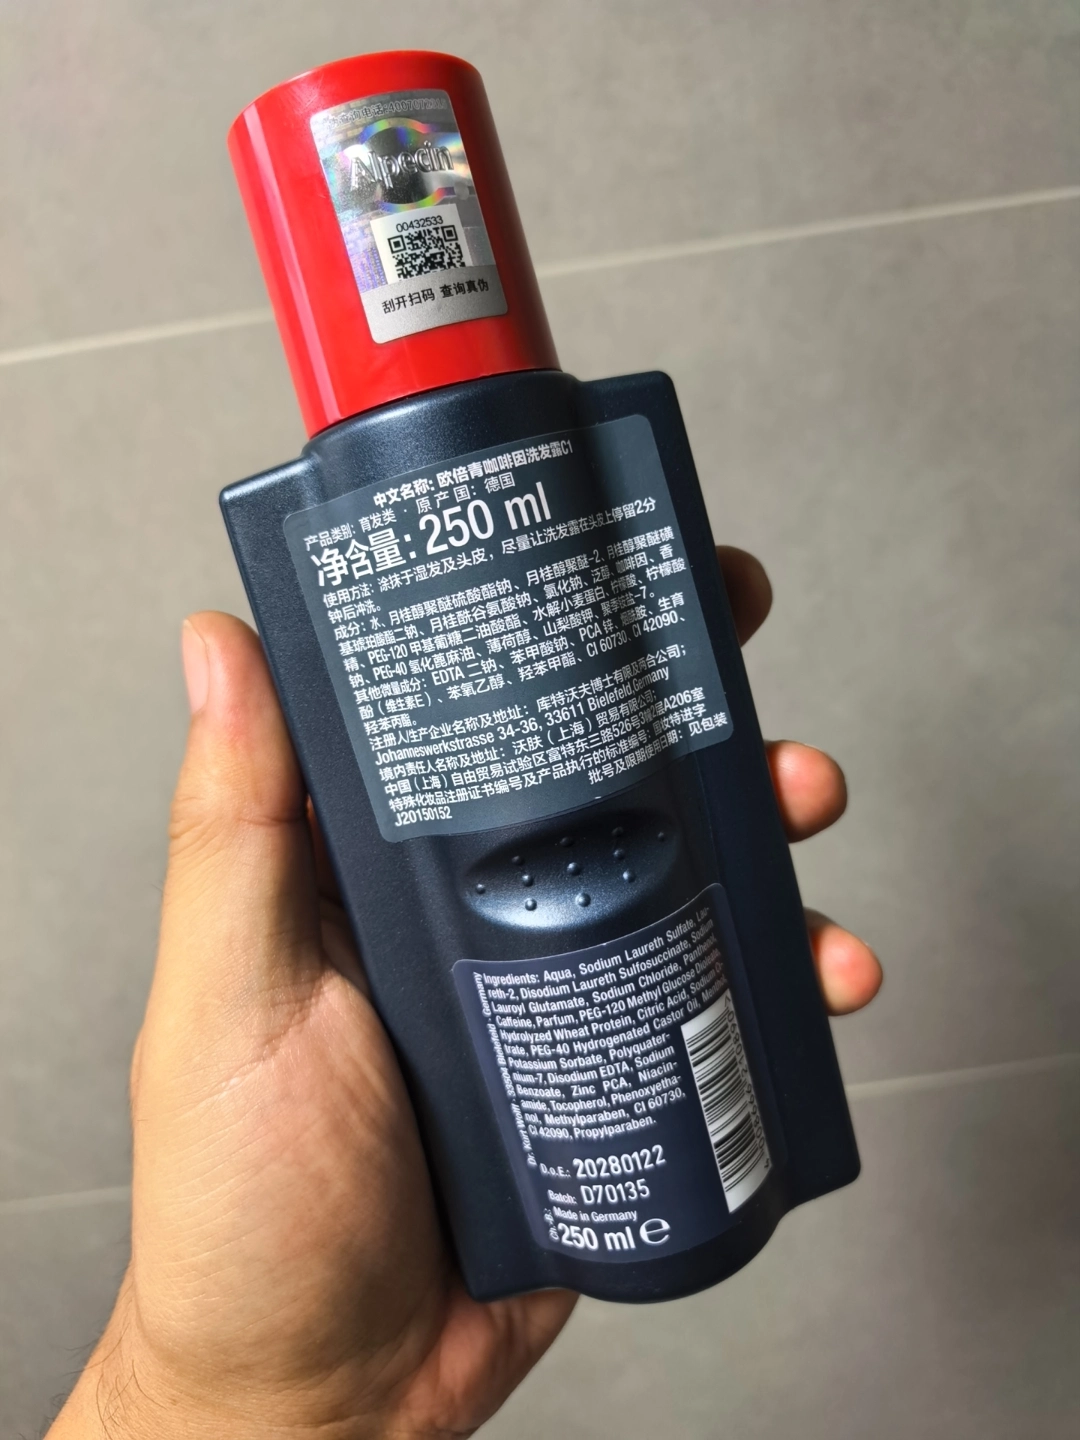 Alpecin
00432533
刮开扫码 查询真伪
中文名称: 欧倍青咖啡因洗发露C1
产品类别: 育发类 · 原产国: 德国
净含量: 250 ml
使用方法: 涂抹于湿发及头皮, 尽量让洗发露在头皮上停留2分
钟后冲洗。
成分: 水、月桂醇聚醚硫酸酯钠、月桂醇聚醚-2、月桂醇聚醚磺
基琥珀酸酯二钠、月桂酰谷氨酸钠、氯化钠、泛醇、咖啡因、香
精、PEG-120 甲基葡糖二油酸酯、水解小麦蛋白、柠檬酸、柠檬酸
钠、PEG-40 氢化蓖麻油、薄荷醇、山梨酸钾、聚季铵盐-7。
其他微量成分: EDTA 二钠、苯甲酸钠、PCA 锌、烟酰胺、生育
酚 (维生素E)、苯氧乙醇、羟苯甲酯、CI 60730、CI 42090、
羟苯丙酯。
注册人/生产企业名称及地址: 库特沃夫博士有限及两合公司;
Johanneswerkstrasse 34-36, 33611 Bielefeld,Germany
境内责任人名称及地址: 沃肤 (上海) 贸易有限公司;
中国 (上海) 自由贸易试验区富特东三路526号 A206室
特殊化妆品注册证书编号及产品执行的标准编号: 国妆特进字
J20150152
批号及限期使用日期: 见包装
Ingredients: Aqua, Sodium Laureth Sulfate, Lau-
reth-2, Disodium Laureth Sulfosuccinate, Sodium
Lauroyl Glutamate, Sodium Chloride, Panthenol,
Caffeine, Parfum, PEG-120 Methyl Glucose Dioleate,
Hydrolyzed Wheat Protein, Citric Acid, Sodium Ci-
trate, PEG-40 Hydrogenated Castor Oil, Menthol,
Potassium Sorbate, Polyquater-
nium-7, Disodium EDTA, Sodium
Benzoate, Zinc PCA, Niacin-
amide, Tocopherol, Phenoxyetha-
nol, Methylparaben, CI 60730,
CI 42090, Propylparaben.
Dr. Kurt Wolff · 33504 Bielefeld · Germany
D.o.E.: 20280122
Batch: D70135
Made in Germany
250 ml ℮